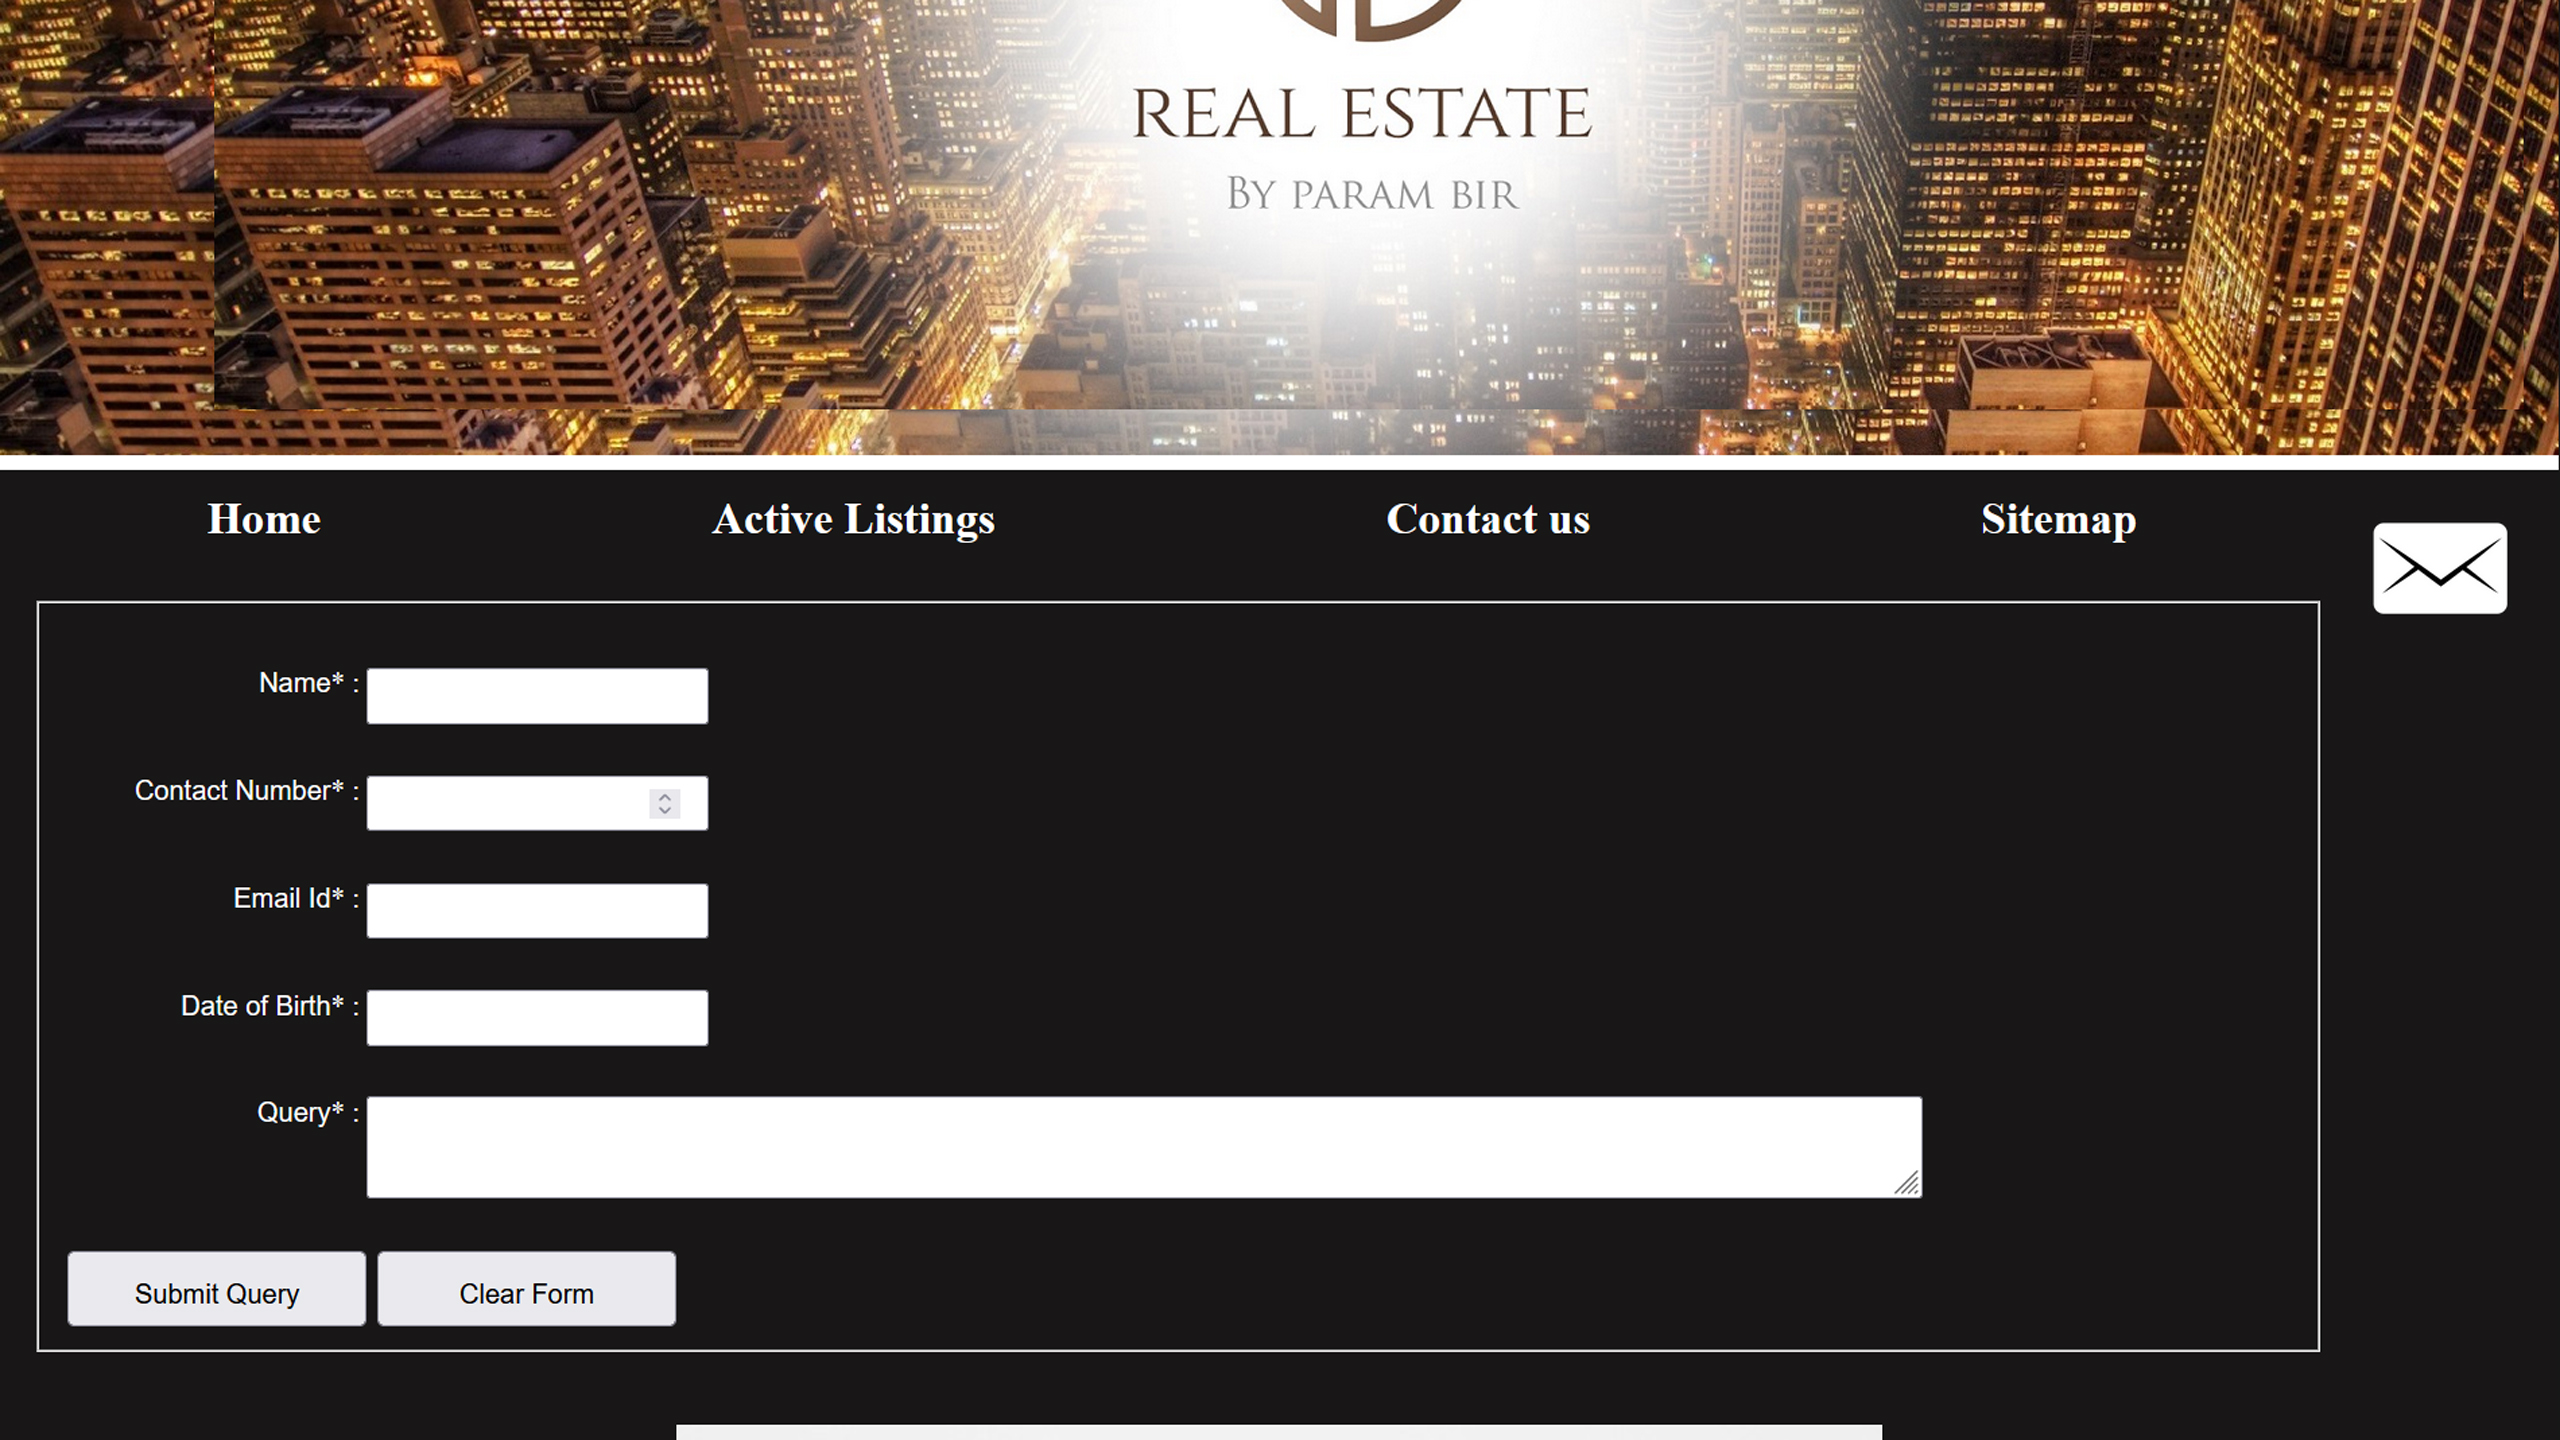 REAL ESTATE
BY PARAM BIR
Home Active Listings Contact us Sitemap
Name* :
Contact Number* :
Email Id* :
Date of Birth* :
Query* :
Submit Query Clear Form